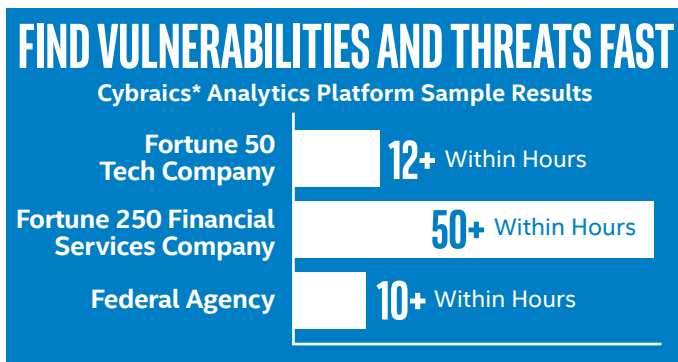 FIND VULNERABILITIES AND THREATS FAST
Cybraics* Analytics Platform Sample Results
Fortune 50
Tech Company
12+ Within Hours
Fortune 250 Financial
Services Company
50+ Within Hours
Federal Agency
10+ Within Hours